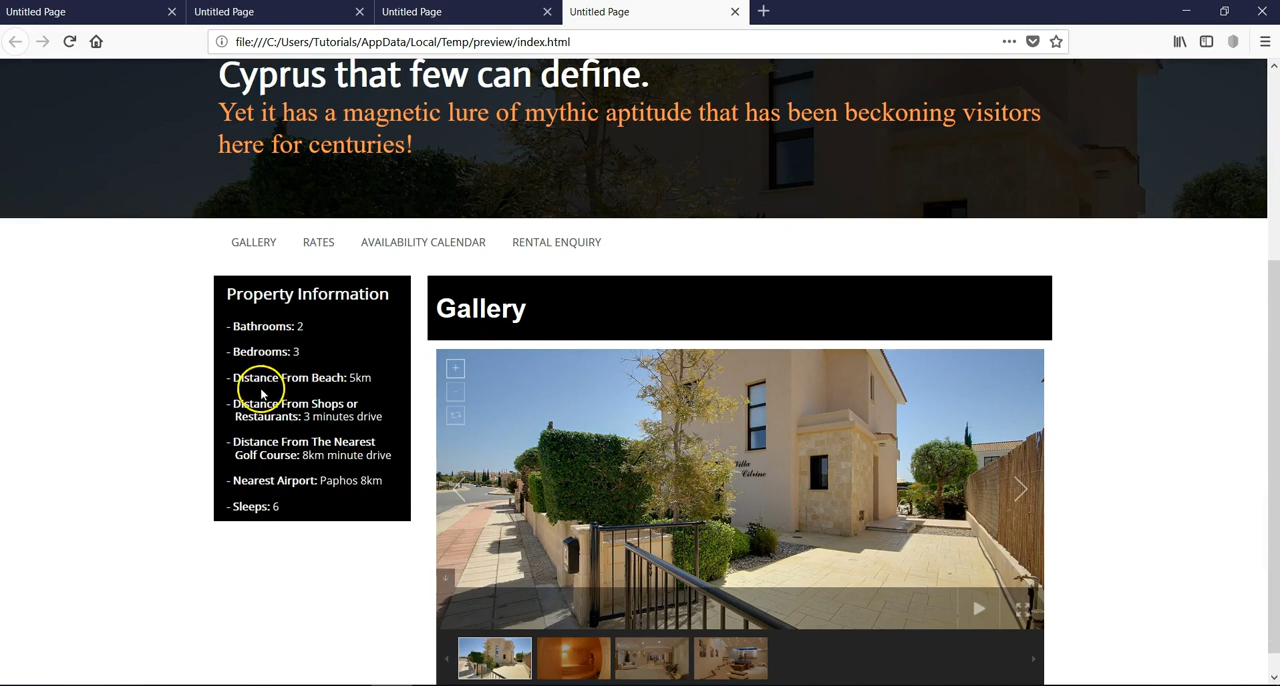 Untitled Page
Untitled Page
Untitled Page
Untitled Page
file:///C:/Users/Tutorials/AppData/Local/Temp/preview/index.html
Cyprus that few can define.
Yet it has a magnetic lure of mythic aptitude that has been beckoning visitors
here for centuries!
GALLERY RATES AVAILABILITY CALENDAR RENTAL ENQUIRY
Property Information
- Bathrooms: 2
- Bedrooms: 3
- Distance From Beach: 5km
- Distance From Shops or
Restaurants: 3 minutes drive
- Distance From The Nearest
Golf Course: 8km minute drive
- Nearest Airport: Paphos 8km
- Sleeps: 6
Gallery
Villa
Citrine